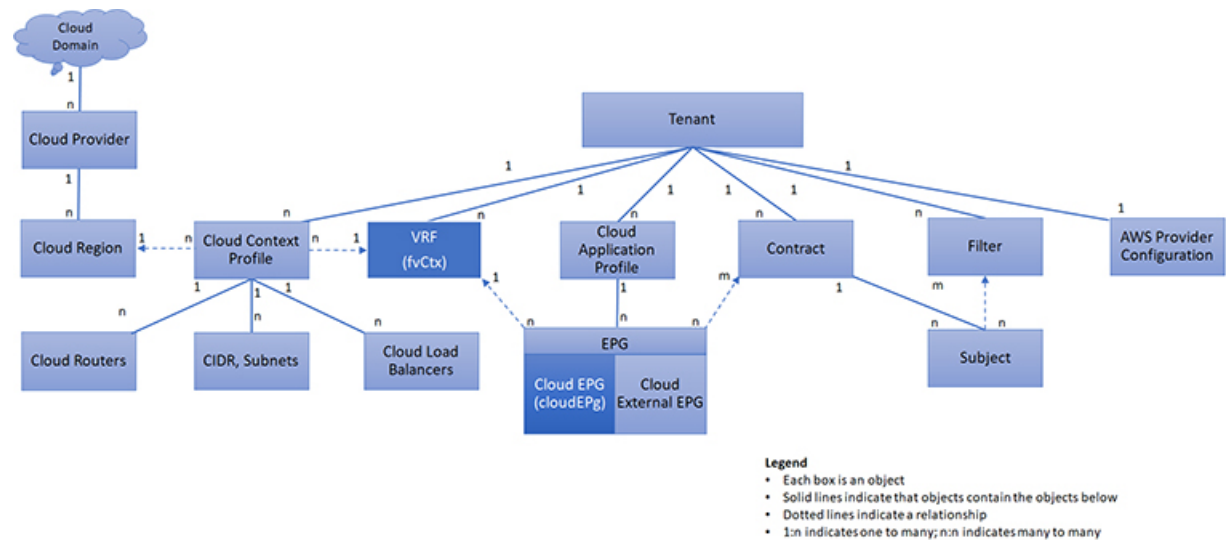 Cloud
Domain
1
n
Cloud Provider
1
n
Cloud Region
Tenant
1
1
1
1
1
1
n
n
n
n
n
1
Cloud Context
Profile
VRF
(fvCtx)
Cloud
Application
Profile
Contract
Filter
AWS Provider
Configuration
1
n
n
1
1
1
1
1
1
m
1
m
n
n
n
n
n
n
n
n
Cloud Routers
CIDR, Subnets
Cloud Load
Balancers
EPG
Cloud EPG
(cloudEPg)
Cloud
External EPG
Subject
Legend
• Each box is an object
• Solid lines indicate that objects contain the objects below
• Dotted lines indicate a relationship
• 1:n indicates one to many; n:n indicates many to many